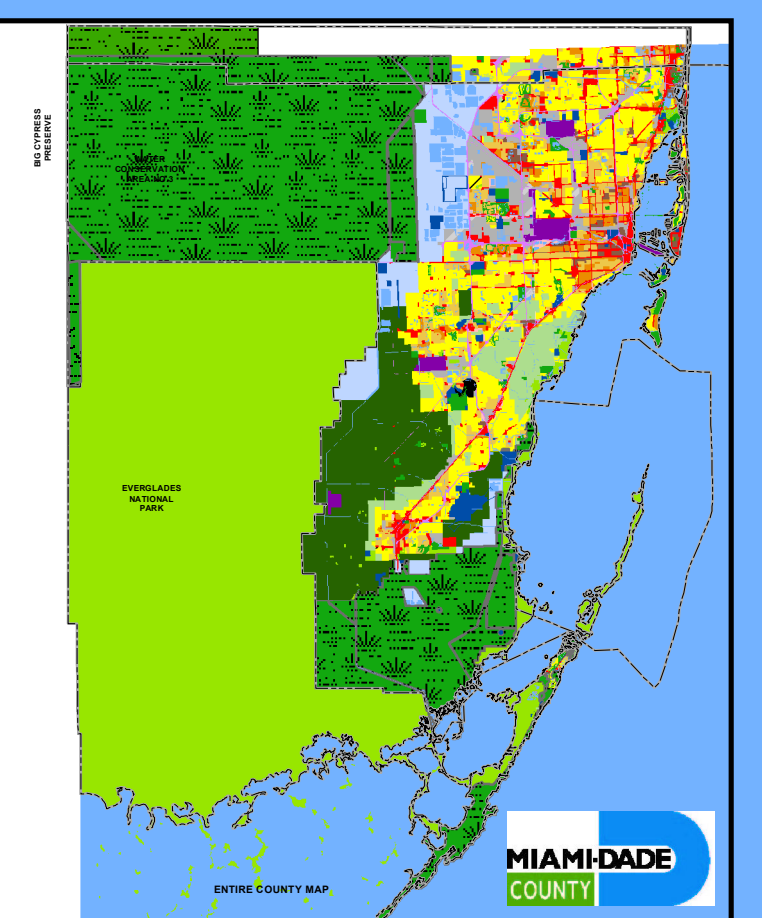 BIG CYPRESS
PRESERVE
WATER
CONSERVATION
AREA NO.3
EVERGLADES
NATIONAL
PARK
ENTIRE COUNTY MAP
MIAMI-DADE
COUNTY